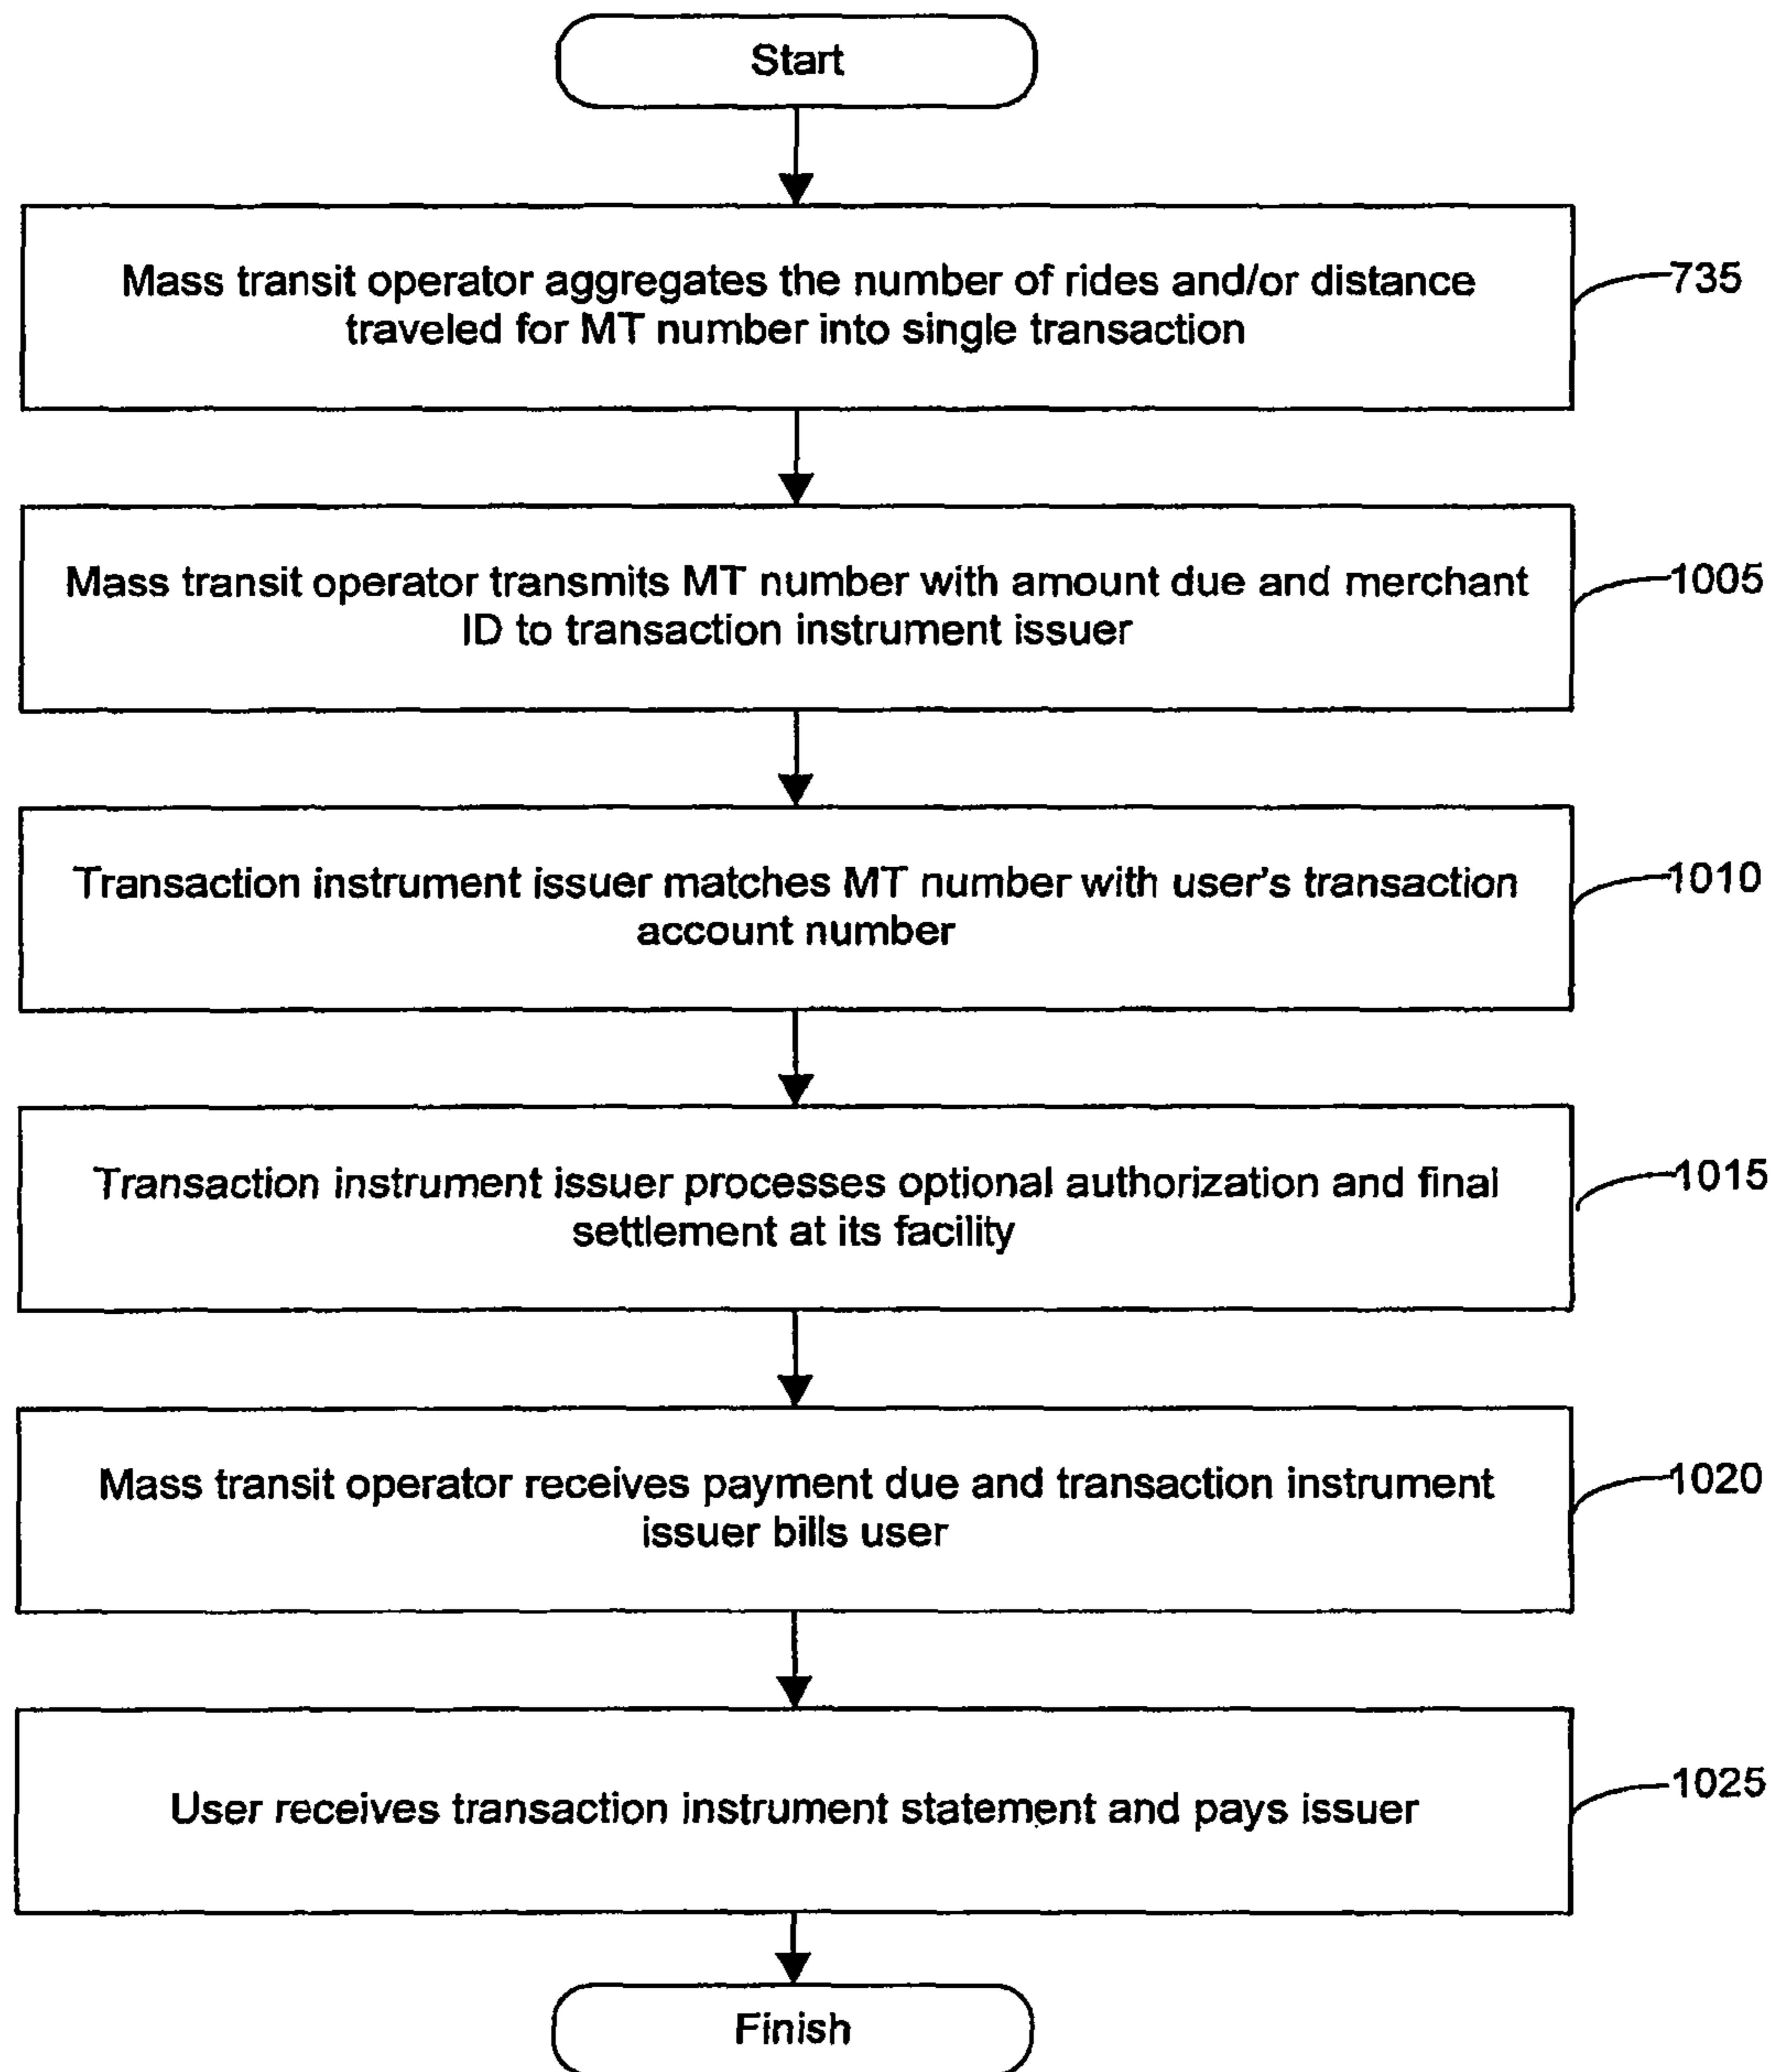 Start
Mass transit operator aggregates the number of rides and/or distance
traveled for MT number into single transaction
735
Mass transit operator transmits MT number with amount due and merchant
ID to transaction instrument issuer
1005
Transaction instrument issuer matches MT number with user's transaction
account number
1010
Transaction instrument issuer processes optional authorization and final
settlement at its facility
1015
Mass transit operator receives payment due and transaction instrument
issuer bills user
1020
User receives transaction instrument statement and pays issuer
1025
Finish